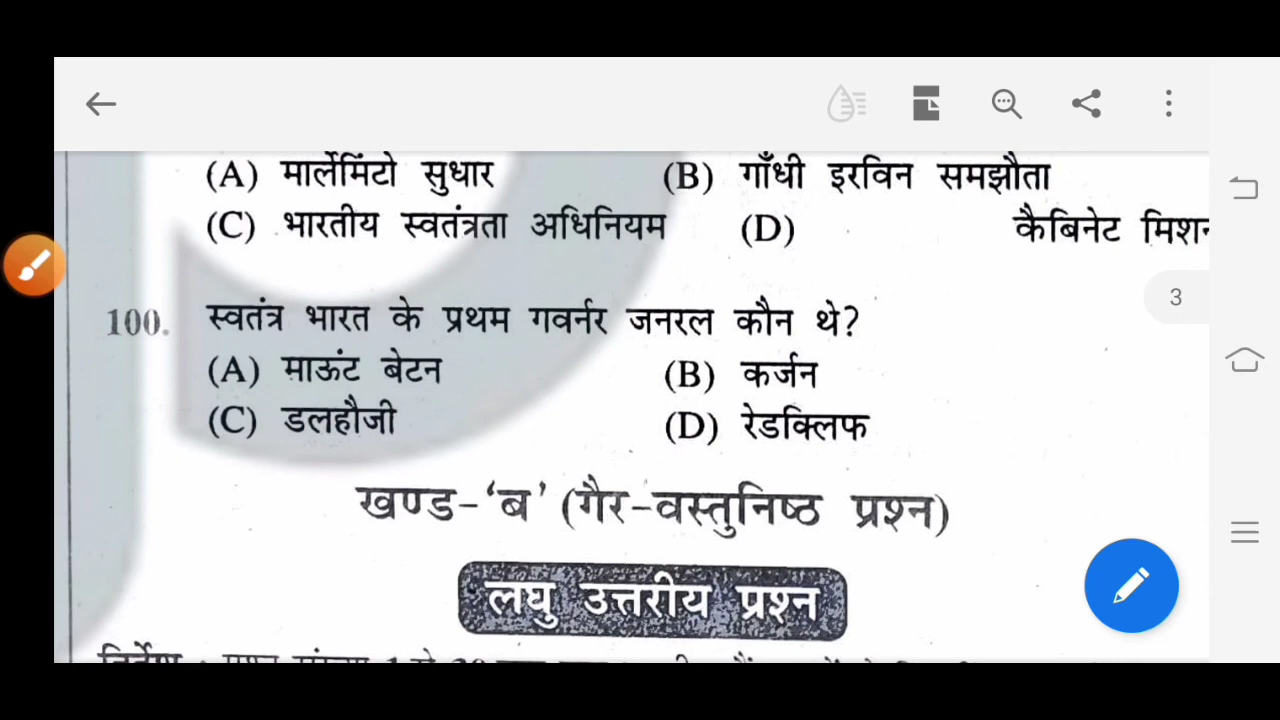 (A) मार्लेमिंटो सुधार (B) गाँधी इरविन समझौता
(C) भारतीय स्वतंत्रता अधिनियम (D) कैबिनेट मिशन
3
100. स्वतंत्र भारत के प्रथम गवर्नर जनरल कौन थे?
(A) माऊंट बेटन (B) कर्जन
(C) डलहौजी (D) रेडक्लिफ
खण्ड-‘ब’ (गैर-वस्तुनिष्ठ प्रश्न)
लघु उत्तरीय प्रश्न